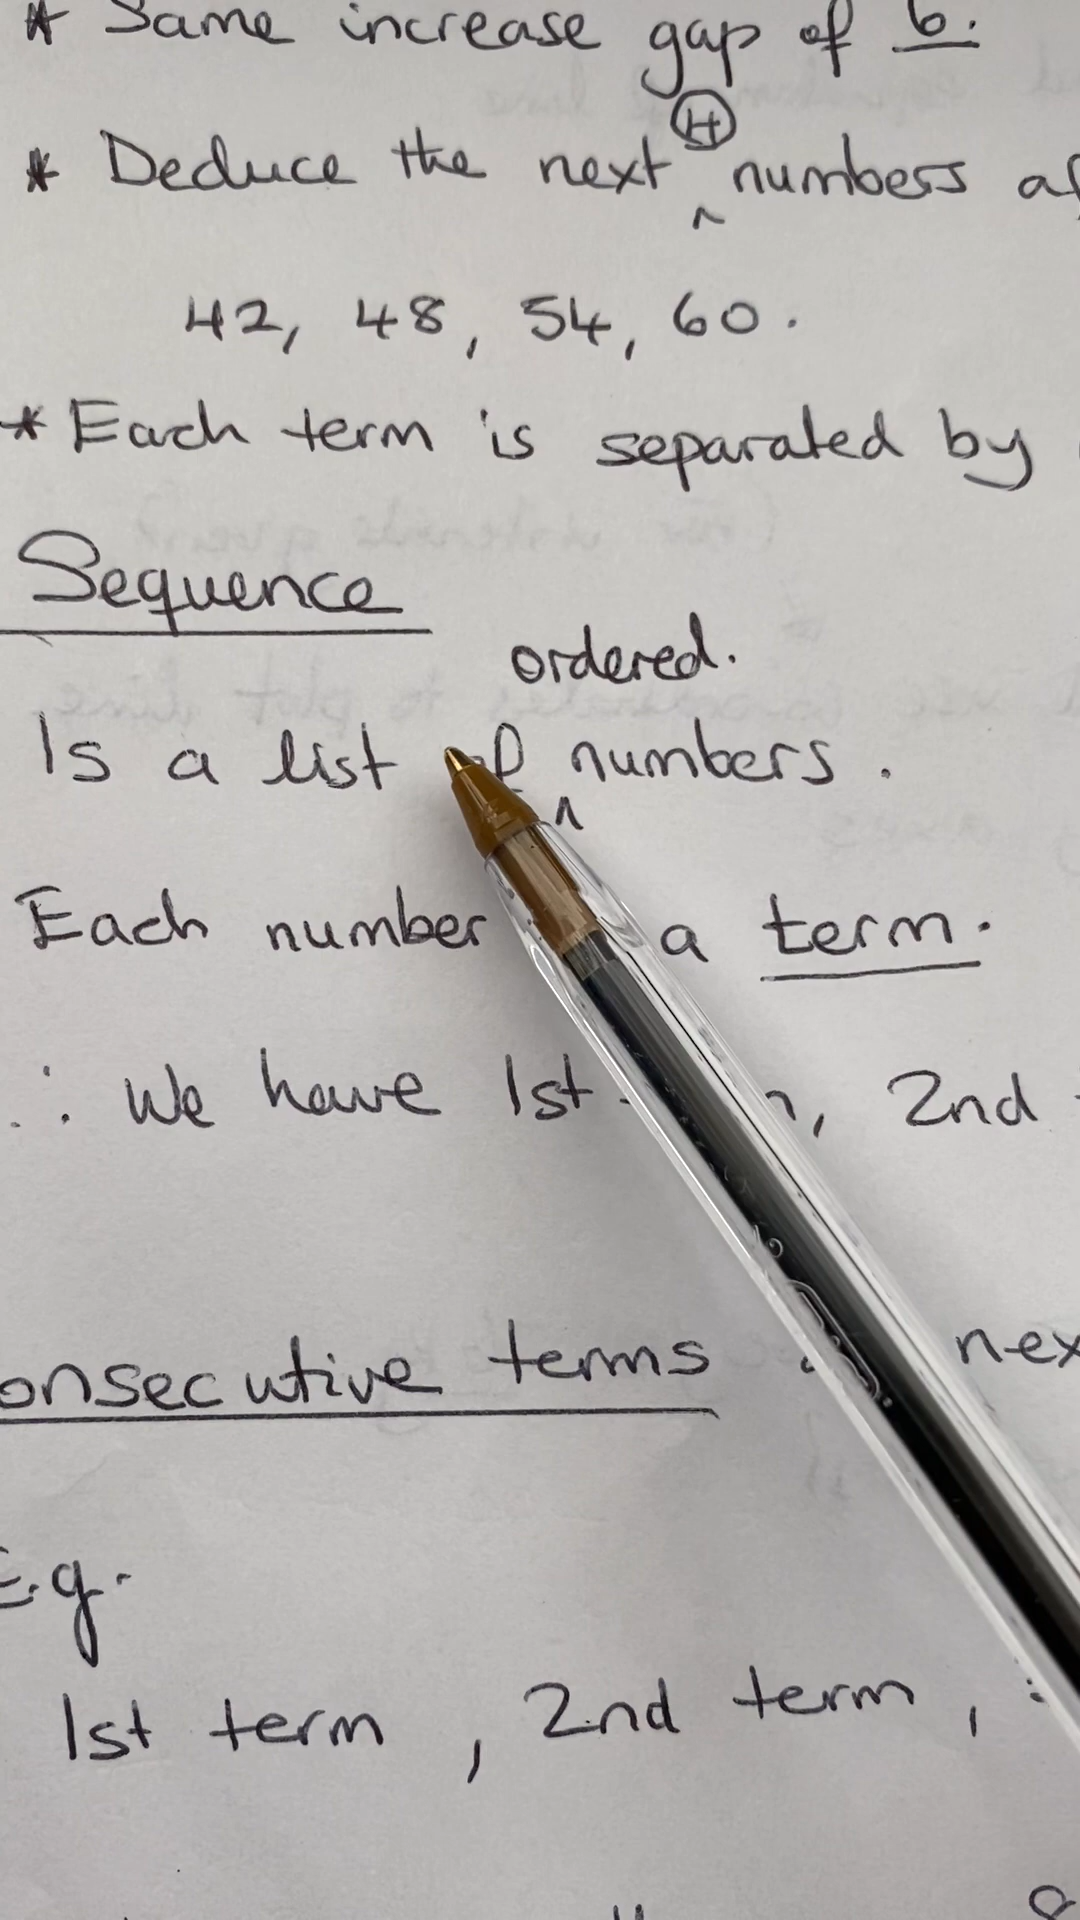 * Same increase gap of 6.
* Deduce the next ^ 4 numbers
42, 48, 54, 60.
* Each term is separated by
Sequence
ordered.
Is a list of ^ numbers.
Each number a term.
∴ We have 1st , 2nd
onsecutive terms nex
E.g.
1st term , 2nd term ,